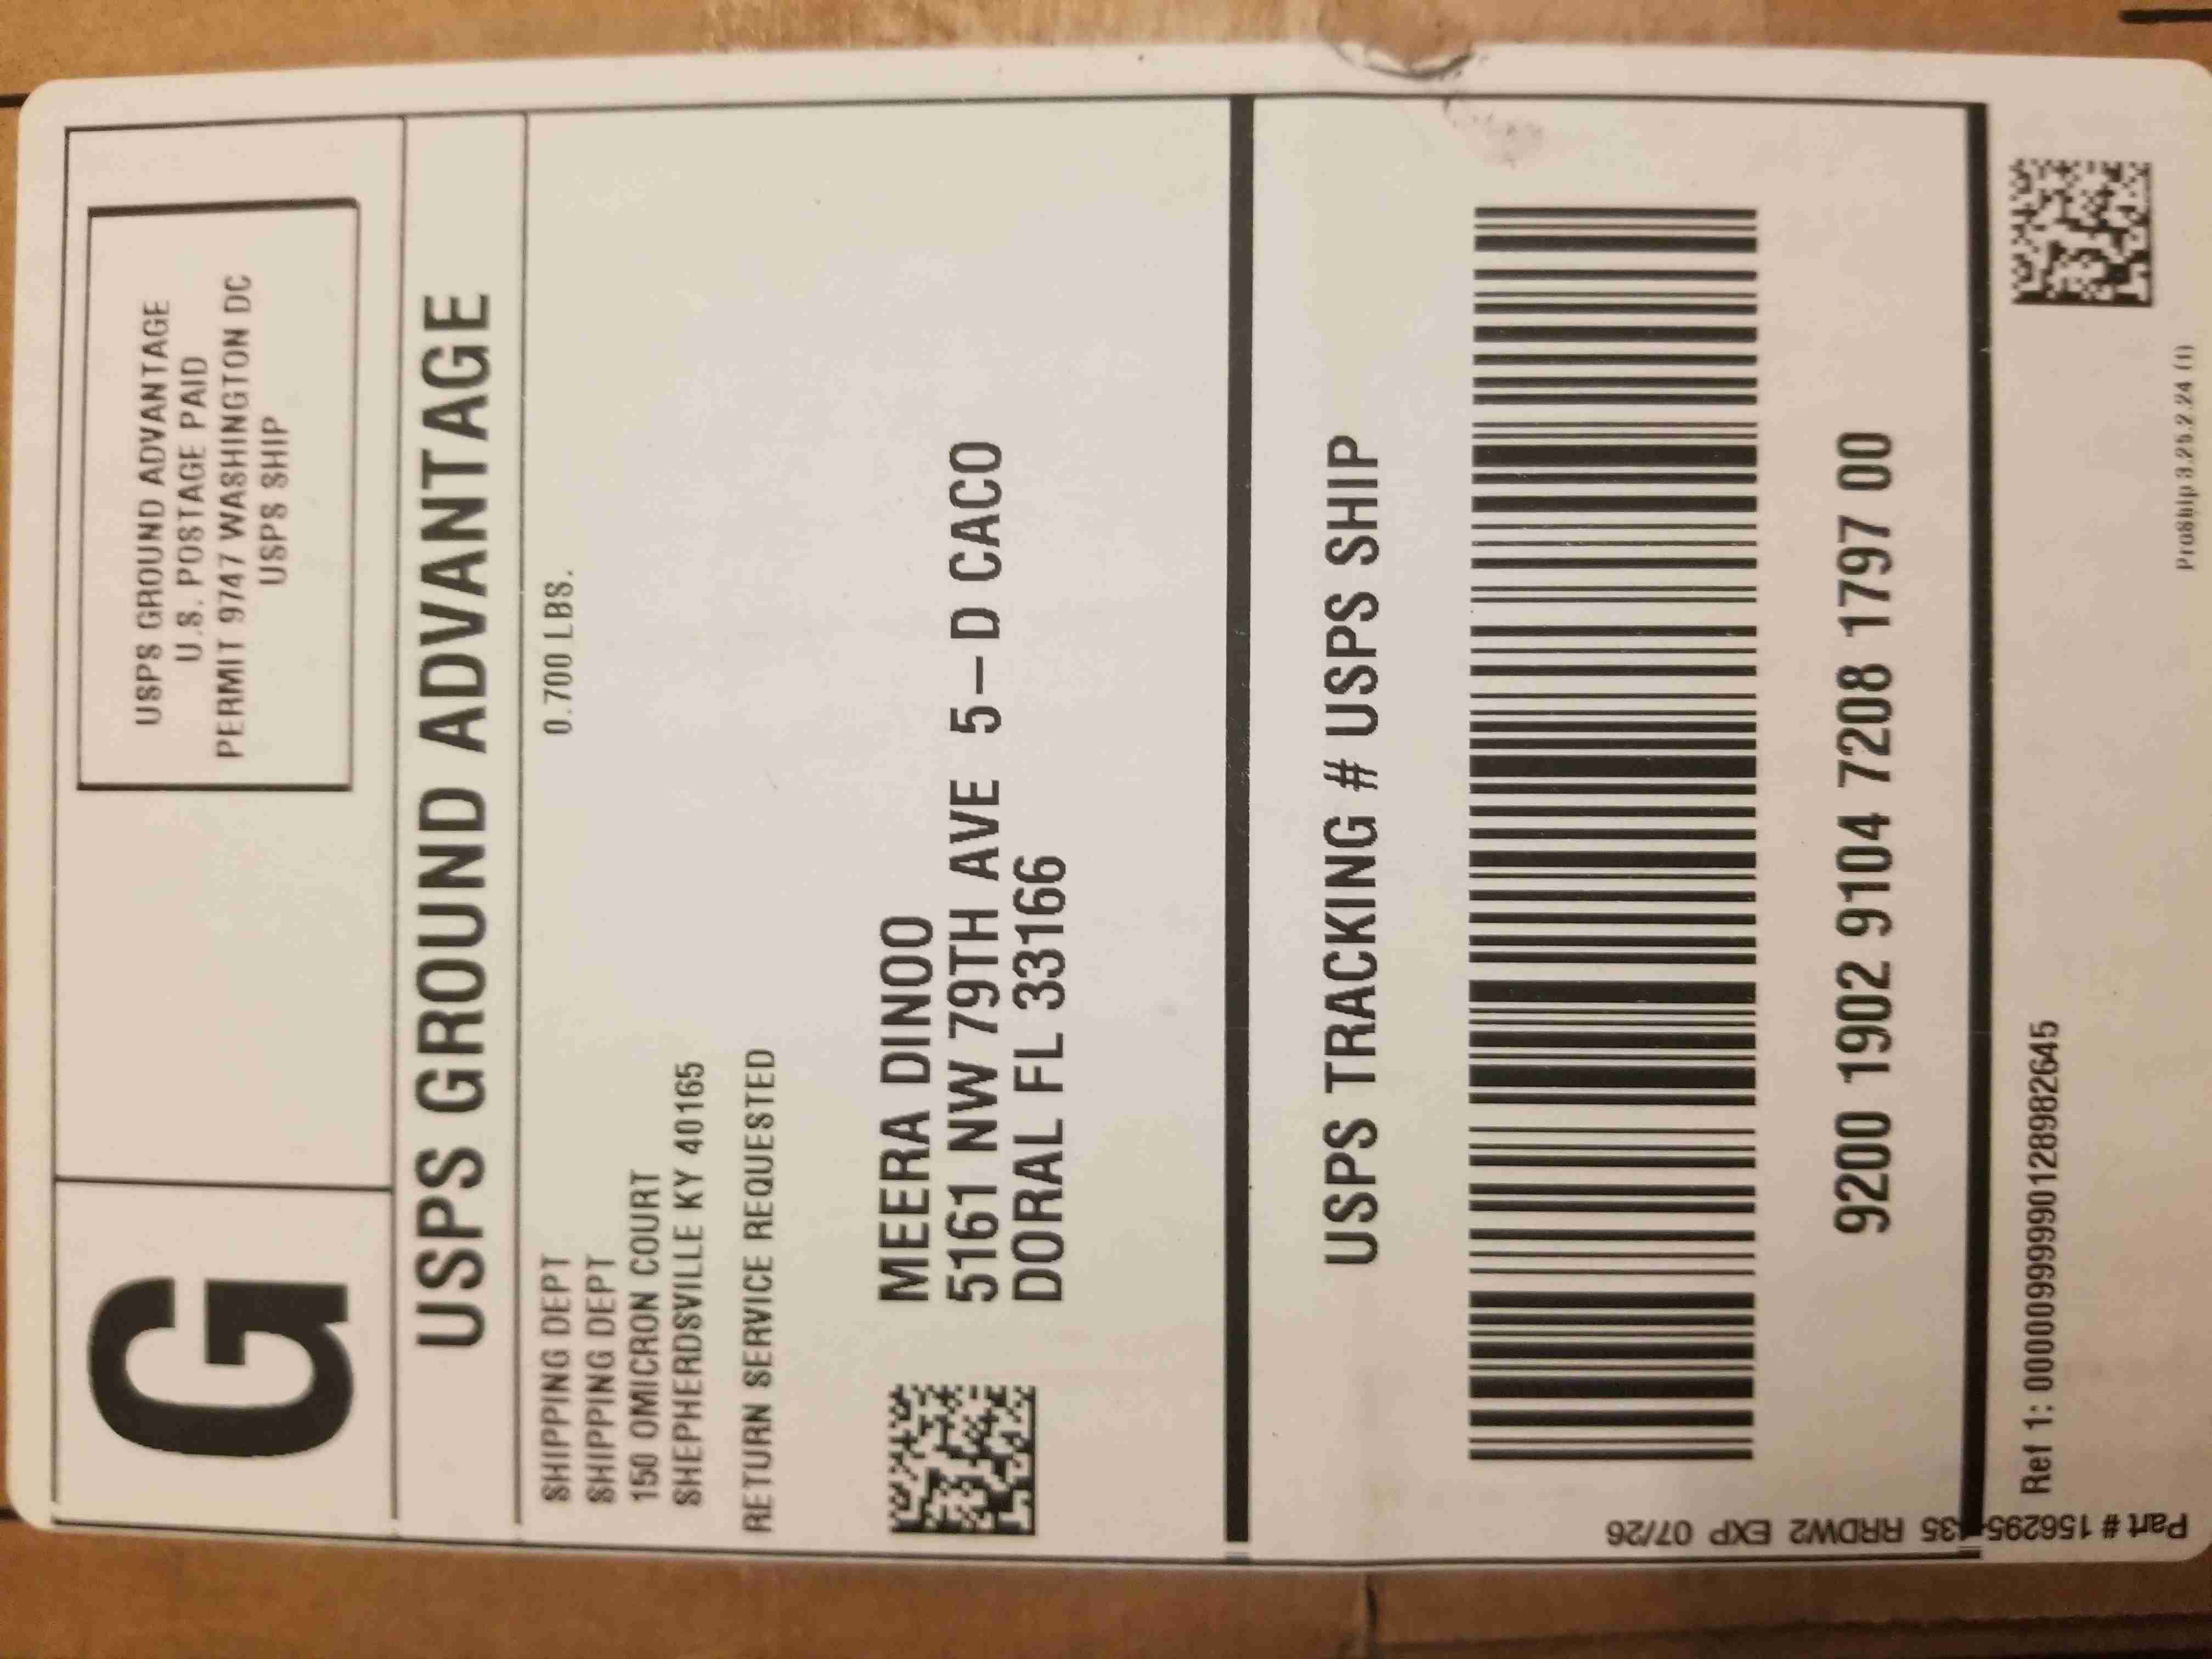 G
USPS GROUND ADVANTAGE
U.S. POSTAGE PAID
PERMIT 9747 WASHINGTON DC
USPS SHIP
USPS GROUND ADVANTAGE
0.700 LBS.
SHIPPING DEPT
SHIPPING DEPT
150 OMICRON COURT
SHEPHERDSVILLE KY 40165
RETURN SERVICE REQUESTED
MEERA DINOO
5161 NW 79TH AVE 5-D CACO
DORAL FL 33166
USPS TRACKING # USPS SHIP
9200 1902 9104 7208 1797 00
Ref 1: 00000999999012898​2645
ProShip 3.25.2.24 (1)
Part # 156295-435 RRDW2 EXP 07/26